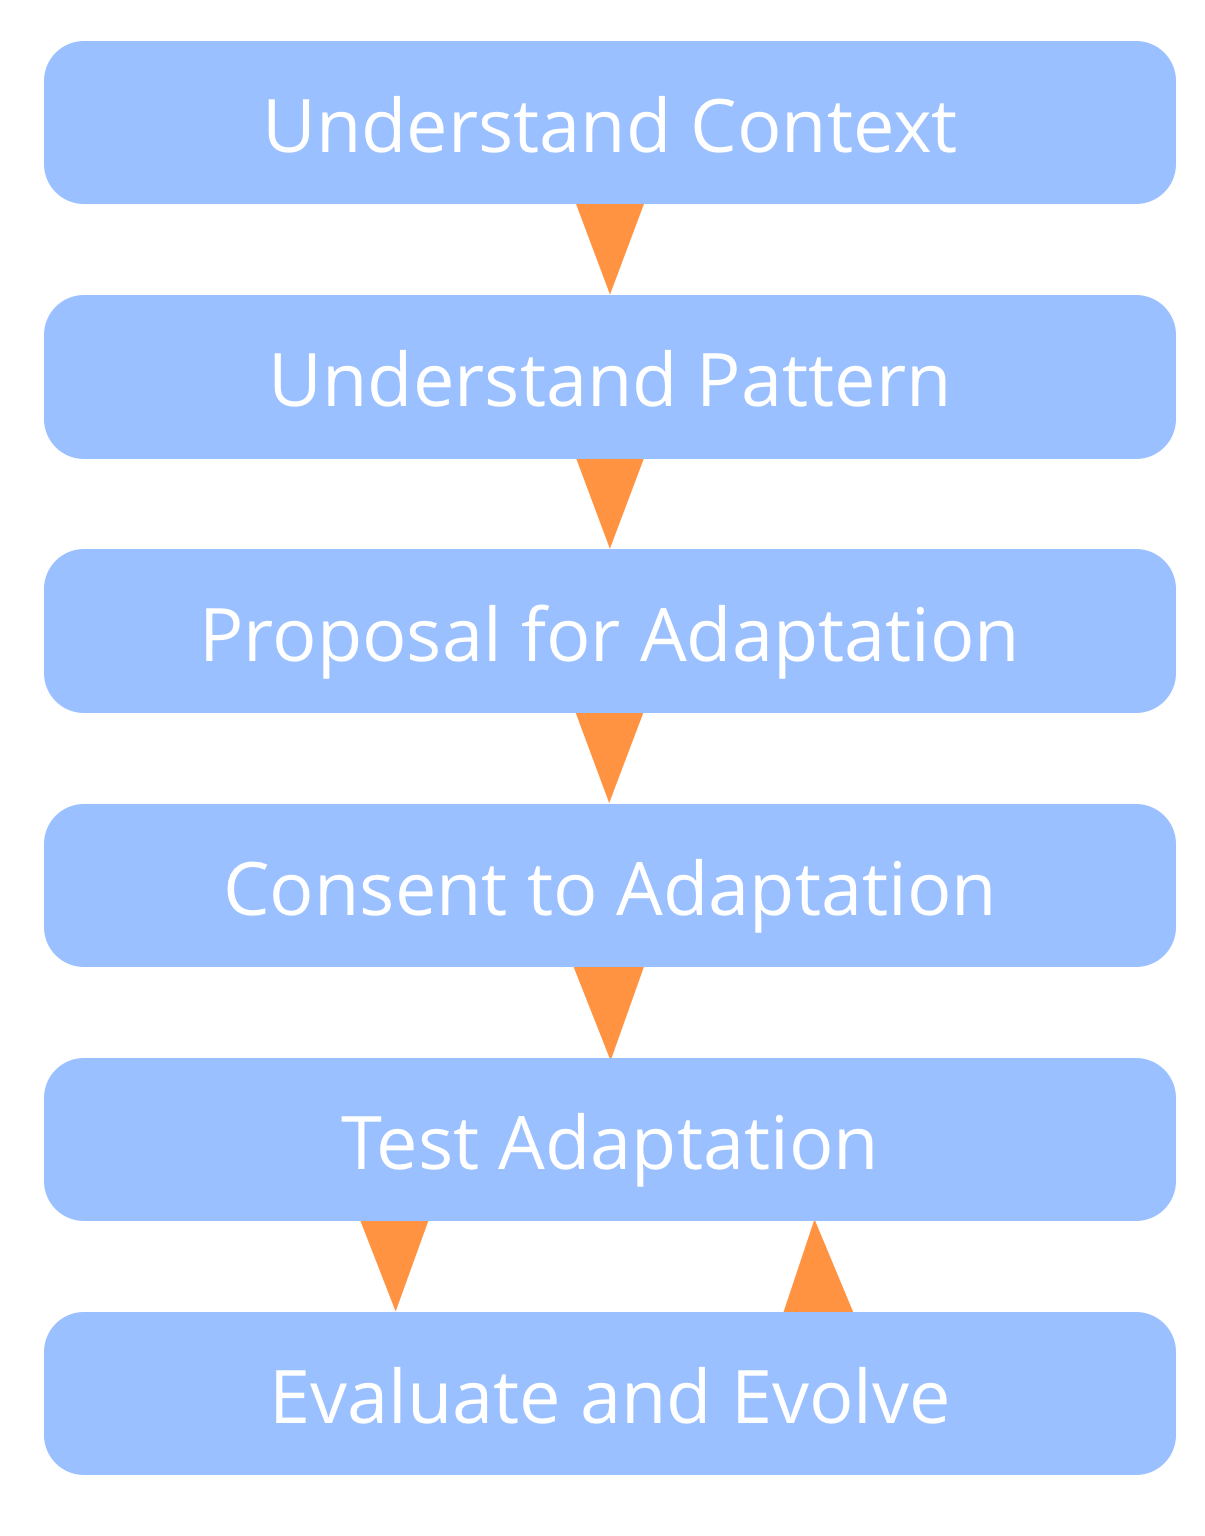 Understand Context
Understand Pattern
Proposal for Adaptation
Consent to Adaptation
Test Adaptation
Evaluate and Evolve